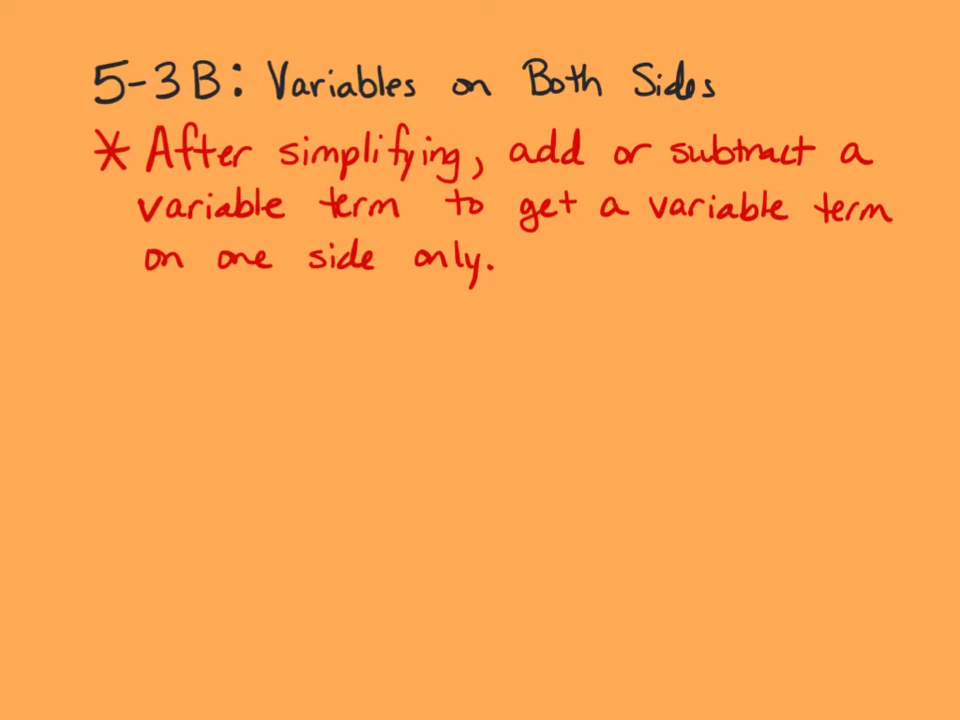 5-3B: Variables on Both Sides
* After simplifying, add or subtract a
variable term to get a variable term
on one side only.